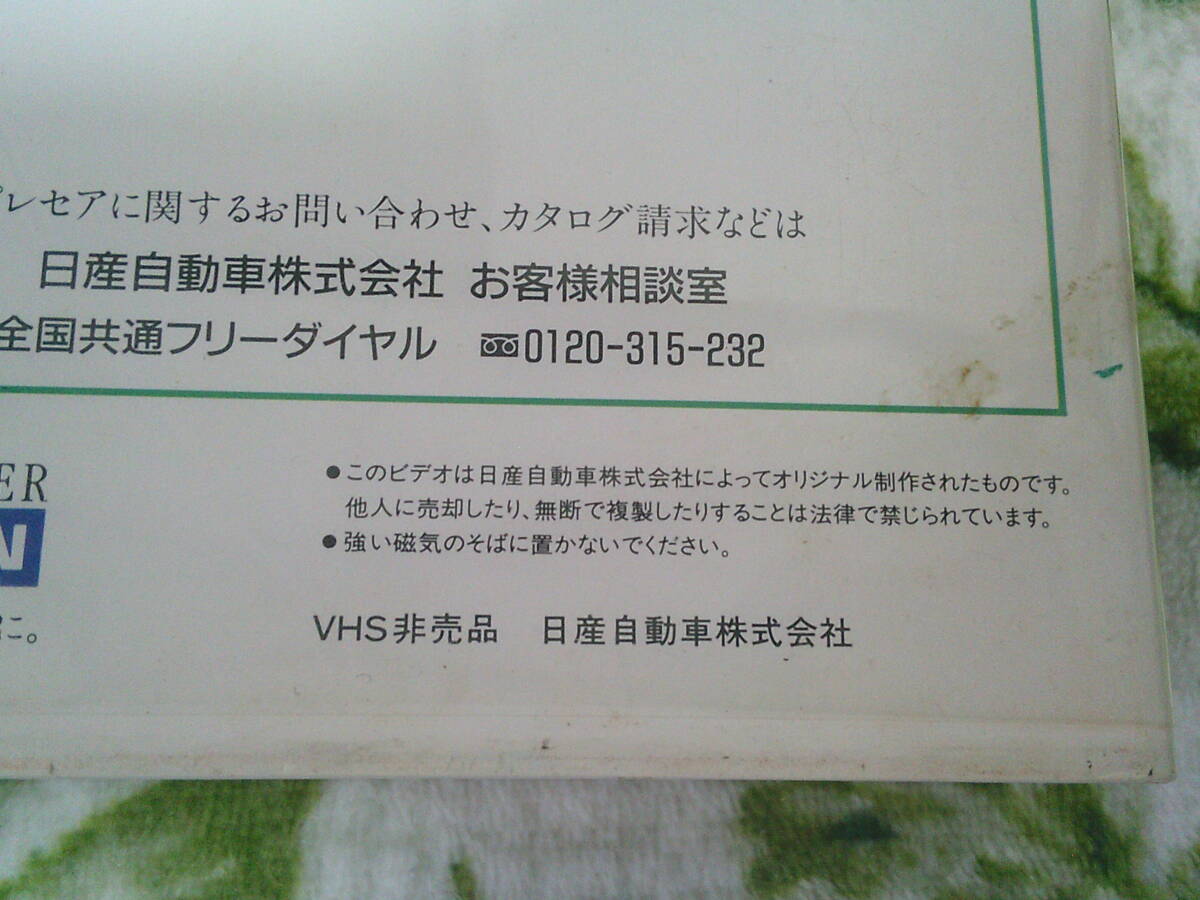 プレセアに関するお問い合わせ、カタログ請求などは
日産自動車株式会社 お客様相談室
全国共通フリーダイヤル 0120-315-232
ER
N
●このビデオは日産自動車株式会社によってオリジナル制作されたものです。
他人に売却したり、無断で複製したりすることは法律で禁じられています。
●強い磁気のそばに置かないでください。
に。
VHS非売品 日産自動車株式会社